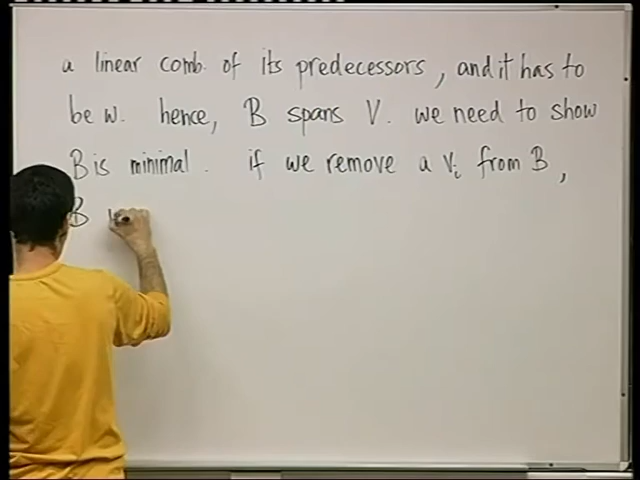 a linear comb. of its predecessors, and it has to
be w. hence, B spans V. we need to show
B is minimal. if we remove a vᵢ from B,
B